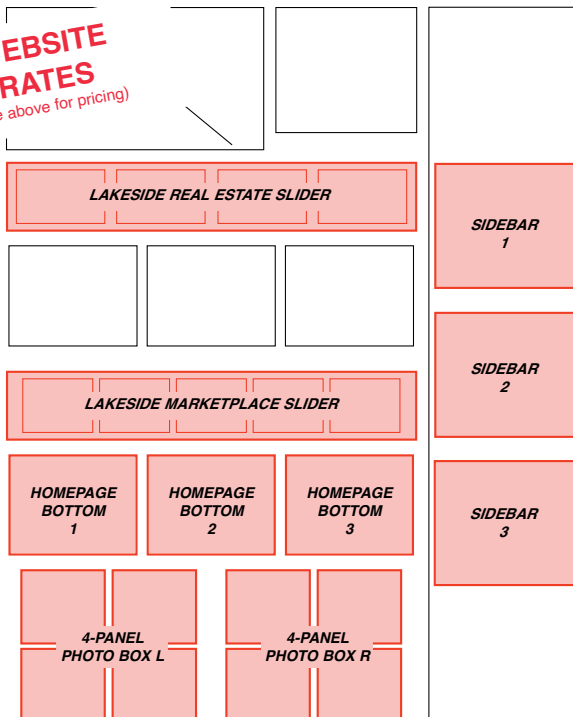 EBSITE
RATES
above for pricing)
LAKESIDE REAL ESTATE SLIDER
SIDEBAR
1
SIDEBAR
2
LAKESIDE MARKETPLACE SLIDER
HOMEPAGE
BOTTOM
1
HOMEPAGE
BOTTOM
2
HOMEPAGE
BOTTOM
3
SIDEBAR
3
4-PANEL
PHOTO BOX L
4-PANEL
PHOTO BOX R